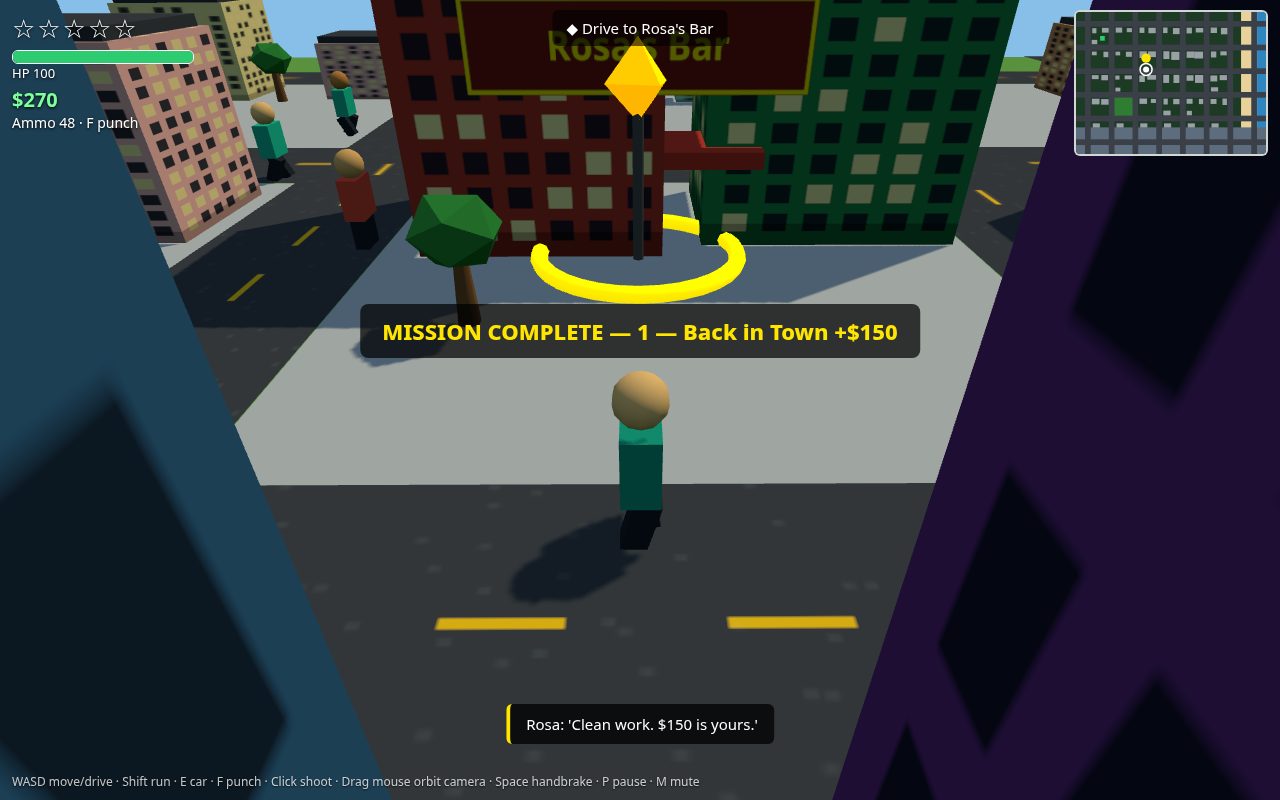 ☆☆☆☆☆
HP 100
$270
Ammo 48 · F punch
◆ Drive to Rosa's Bar
Rosa's Bar
MISSION COMPLETE — 1 — Back in Town +$150
Rosa: 'Clean work. $150 is yours.'
WASD move/drive · Shift run · E car · F punch · Click shoot · Drag mouse orbit camera · Space handbrake · P pause · M mute